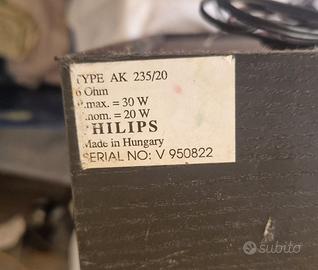 TYPE AK 235/20
6 Ohm
P.max. = 30 W
P.nom. = 20 W
PHILIPS
Made in Hungary
SERIAL NO: V 950822
subito